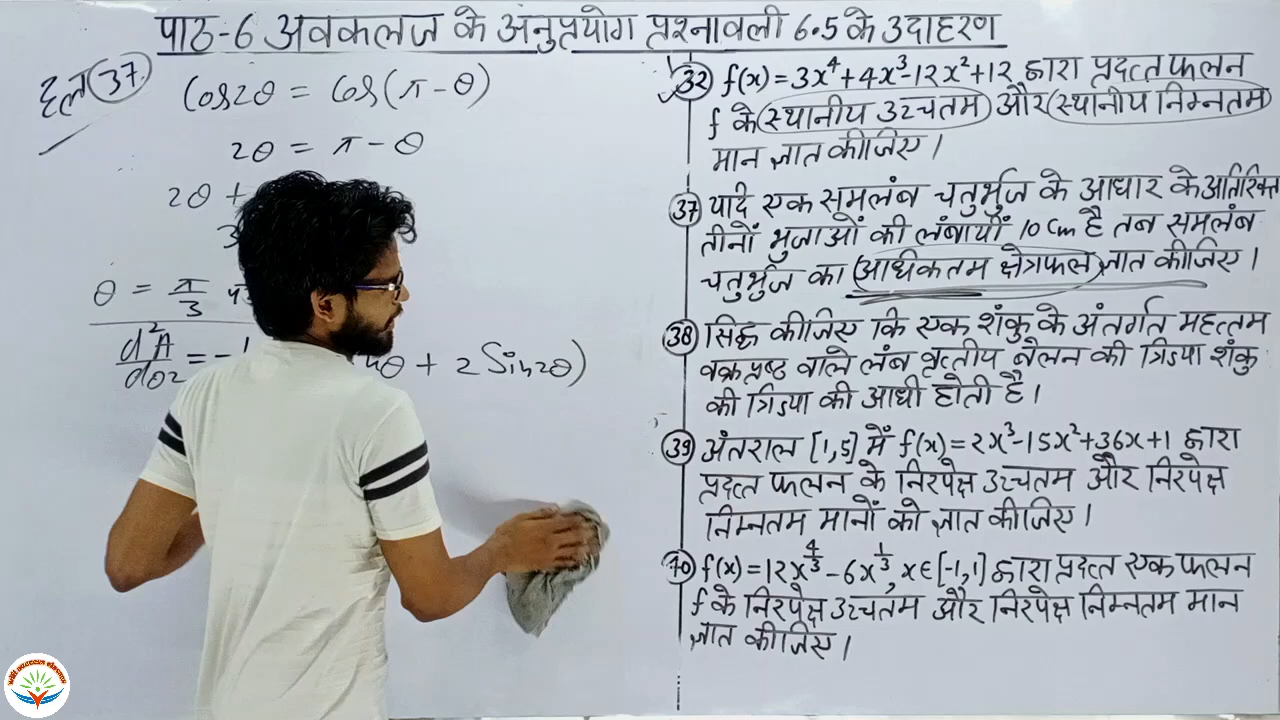 पाठ-6 अवकलज के अनुप्रयोग प्रश्नावली 6.5 के उदाहरण
हल (37)
Cos2θ = Cos(π - θ)
2θ = π - θ
2θ +
3
θ = π/3
d²A/dθ2 = -1 θ + 2 Sin2θ)
(32) f(x) = 3x⁴+4x³-12x²+12 द्वारा प्रदत्त फलन
f के (स्थानीय उच्चतम) और (स्थानीय निम्नतम)
मान ज्ञात कीजिए।
(37) यदि एक समलंब चतुर्भुज के आधार के अतिरिक्त
तीनों भुजाओं की लंबायीं 10 cm है तब समलंब
चतुर्भुज का (अधिकतम क्षेत्रफल) ज्ञात कीजिए।
(38) सिद्ध कीजिए कि एक शंकु के अंतर्गत महत्तम
वक्रपृष्ठ वाले लंब वृत्तीय बेलन की त्रिज्या शंकु
की त्रिज्या की आधी होती है।
(39) अंतराल [1,5] में f(x) = 2x³-15x²+36x+1 द्वारा
प्रदत्त फलन के निरपेक्ष उच्चतम और निरपेक्ष
निम्नतम मानों को ज्ञात कीजिए।
(40) f(x) = 12x^4/3 - 6x^1/3, x∈[-1,1] द्वारा प्रदत्त एक फलन
f के निरपेक्ष उच्चतम और निरपेक्ष निम्नतम मान
ज्ञात कीजिए।